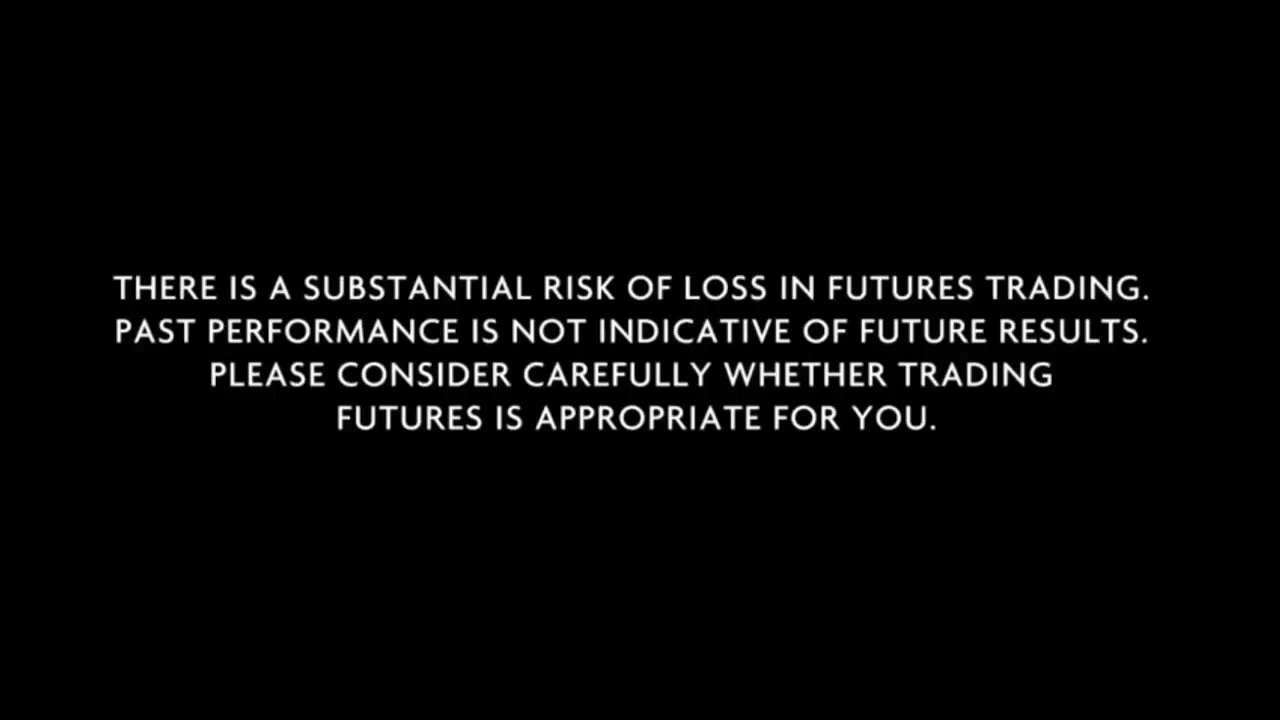 THERE IS A SUBSTANTIAL RISK OF LOSS IN FUTURES TRADING.
PAST PERFORMANCE IS NOT INDICATIVE OF FUTURE RESULTS.
PLEASE CONSIDER CAREFULLY WHETHER TRADING
FUTURES IS APPROPRIATE FOR YOU.